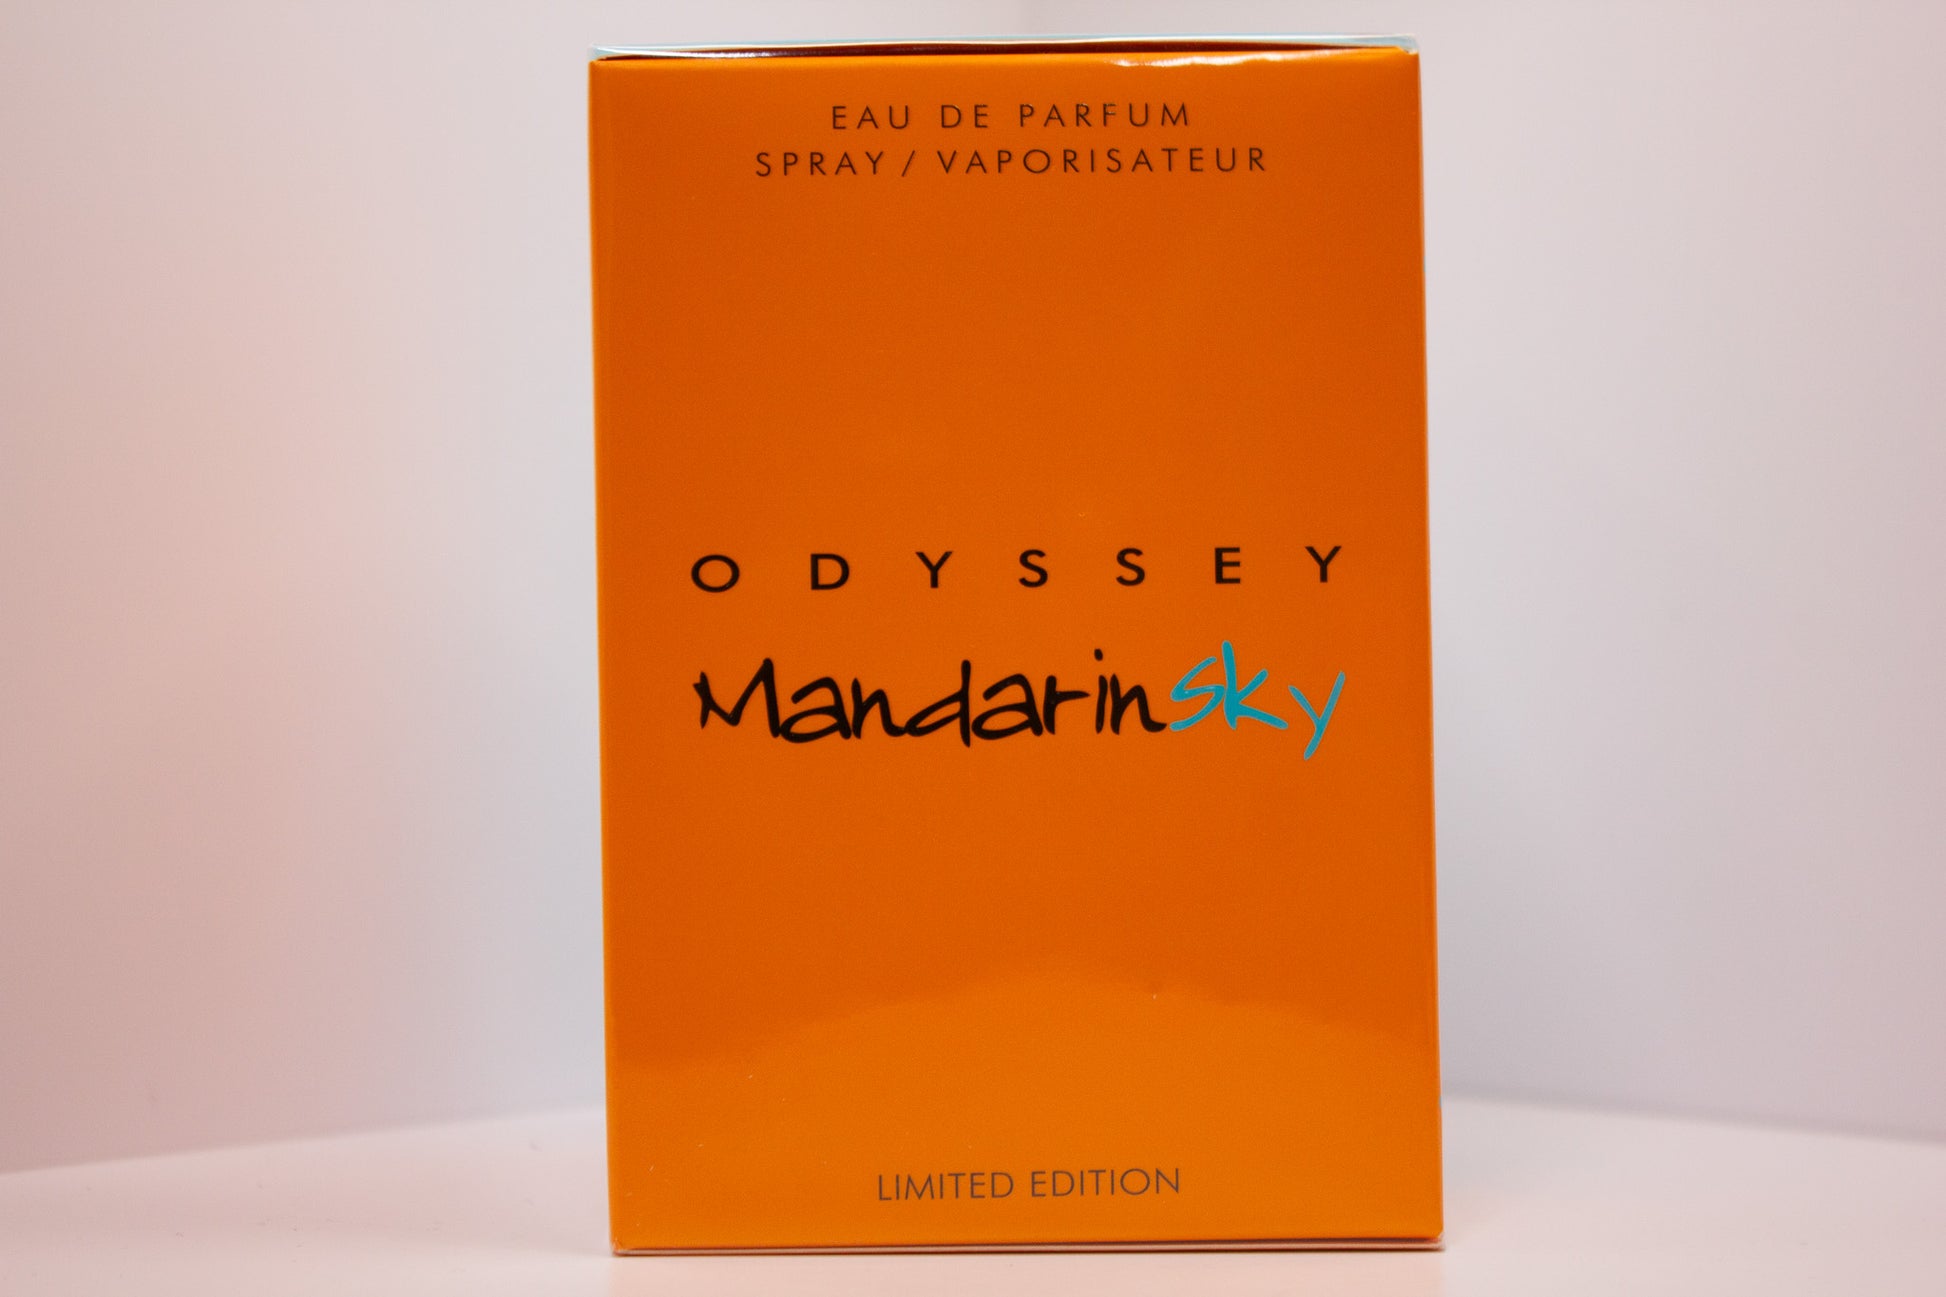 EAU DE PARFUM
SPRAY / VAPORISATEUR
ODYSSEY
Mandarinsky
LIMITED EDITION